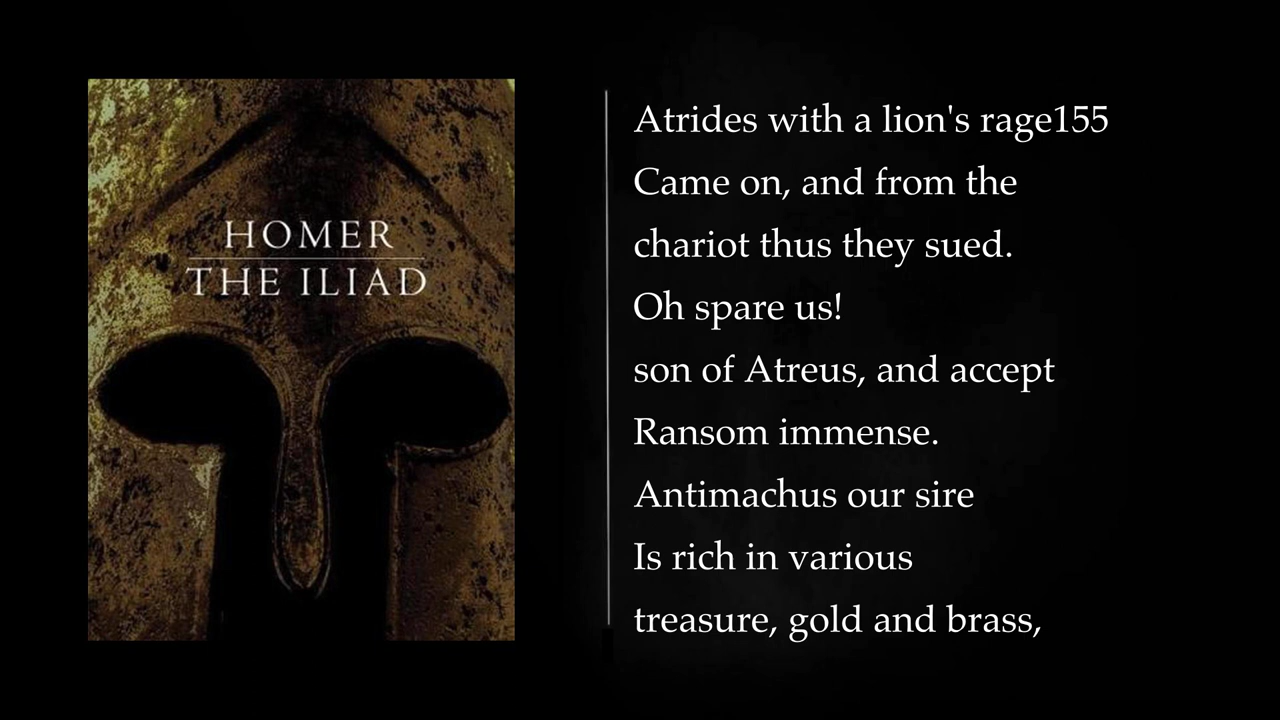 HOMER
THE ILIAD
Atrides with a lion's rage155
Came on, and from the
chariot thus they sued.
Oh spare us!
son of Atreus, and accept
Ransom immense.
Antimachus our sire
Is rich in various
treasure, gold and brass,